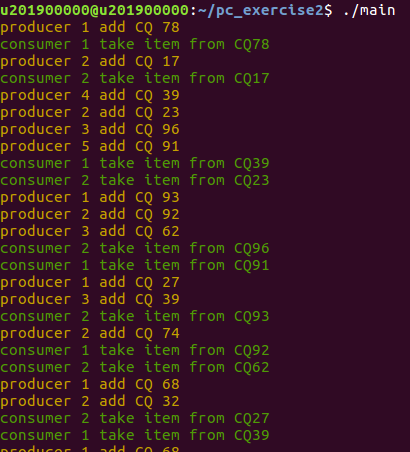 u201900000@u201900000:~/pc_exercise2$ ./main
producer 1 add CQ 78
consumer 1 take item from CQ78
producer 2 add CQ 17
consumer 2 take item from CQ17
producer 4 add CQ 39
producer 2 add CQ 23
producer 3 add CQ 96
producer 5 add CQ 91
consumer 1 take item from CQ39
consumer 2 take item from CQ23
producer 1 add CQ 93
producer 2 add CQ 92
producer 3 add CQ 62
consumer 2 take item from CQ96
consumer 1 take item from CQ91
producer 1 add CQ 27
producer 3 add CQ 39
consumer 2 take item from CQ93
producer 2 add CQ 74
consumer 1 take item from CQ92
consumer 2 take item from CQ62
producer 1 add CQ 68
producer 2 add CQ 32
consumer 2 take item from CQ27
consumer 1 take item from CQ39
producer 1 add CQ 68